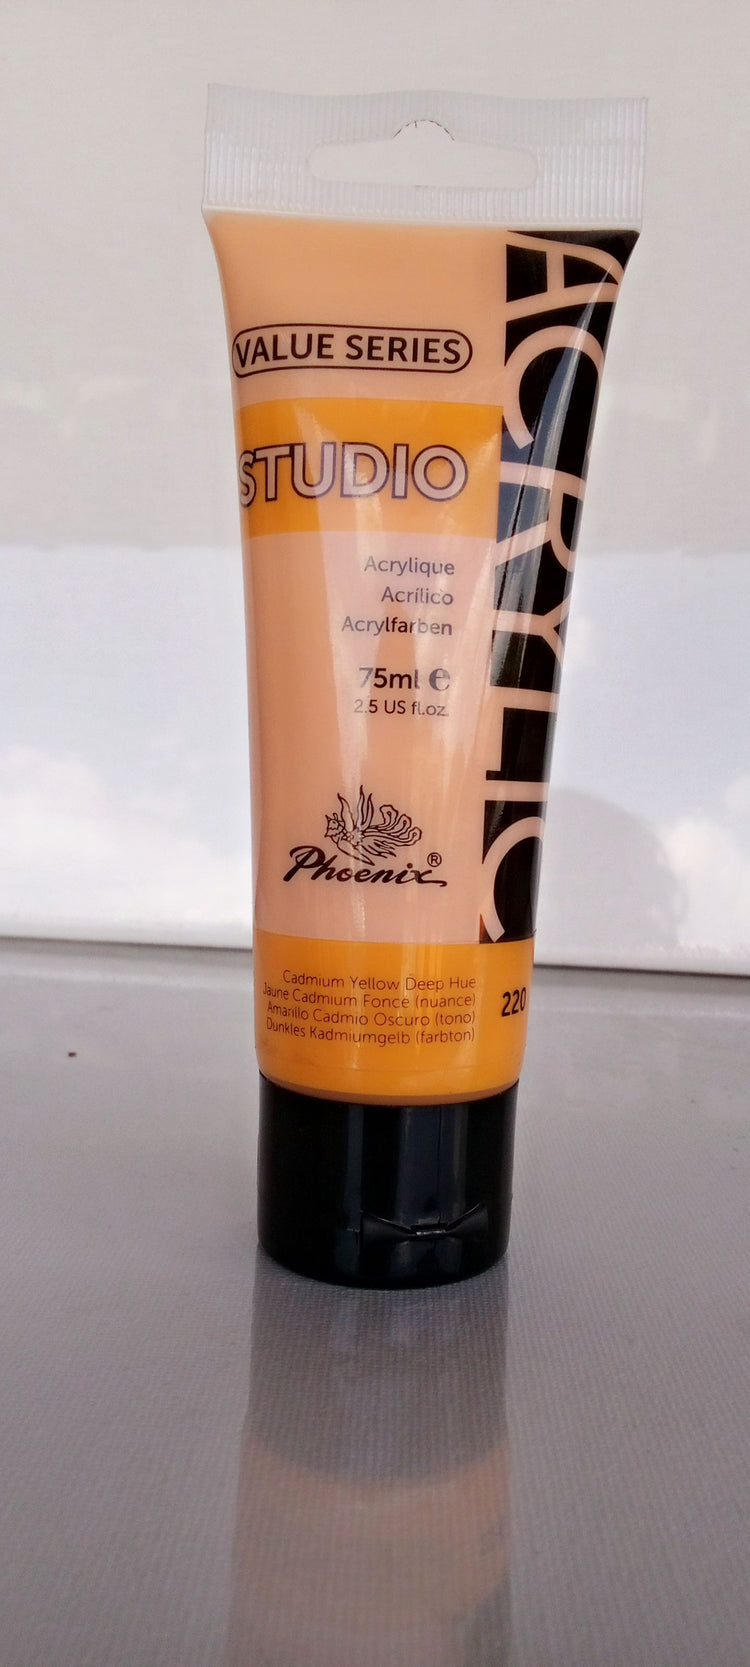 VALUE SERIES
STUDIO
ACRYLIC
Acrylique
Acrílico
Acrylfarben
75ml e
2.5 US fl.oz.
Phoenix®
Cadmium Yellow Deep Hue
Jaune Cadmium Foncé (nuance)
Amarillo Cadmio Oscuro (tono)
Dunkles Kadmiumgelb (farbton)
220